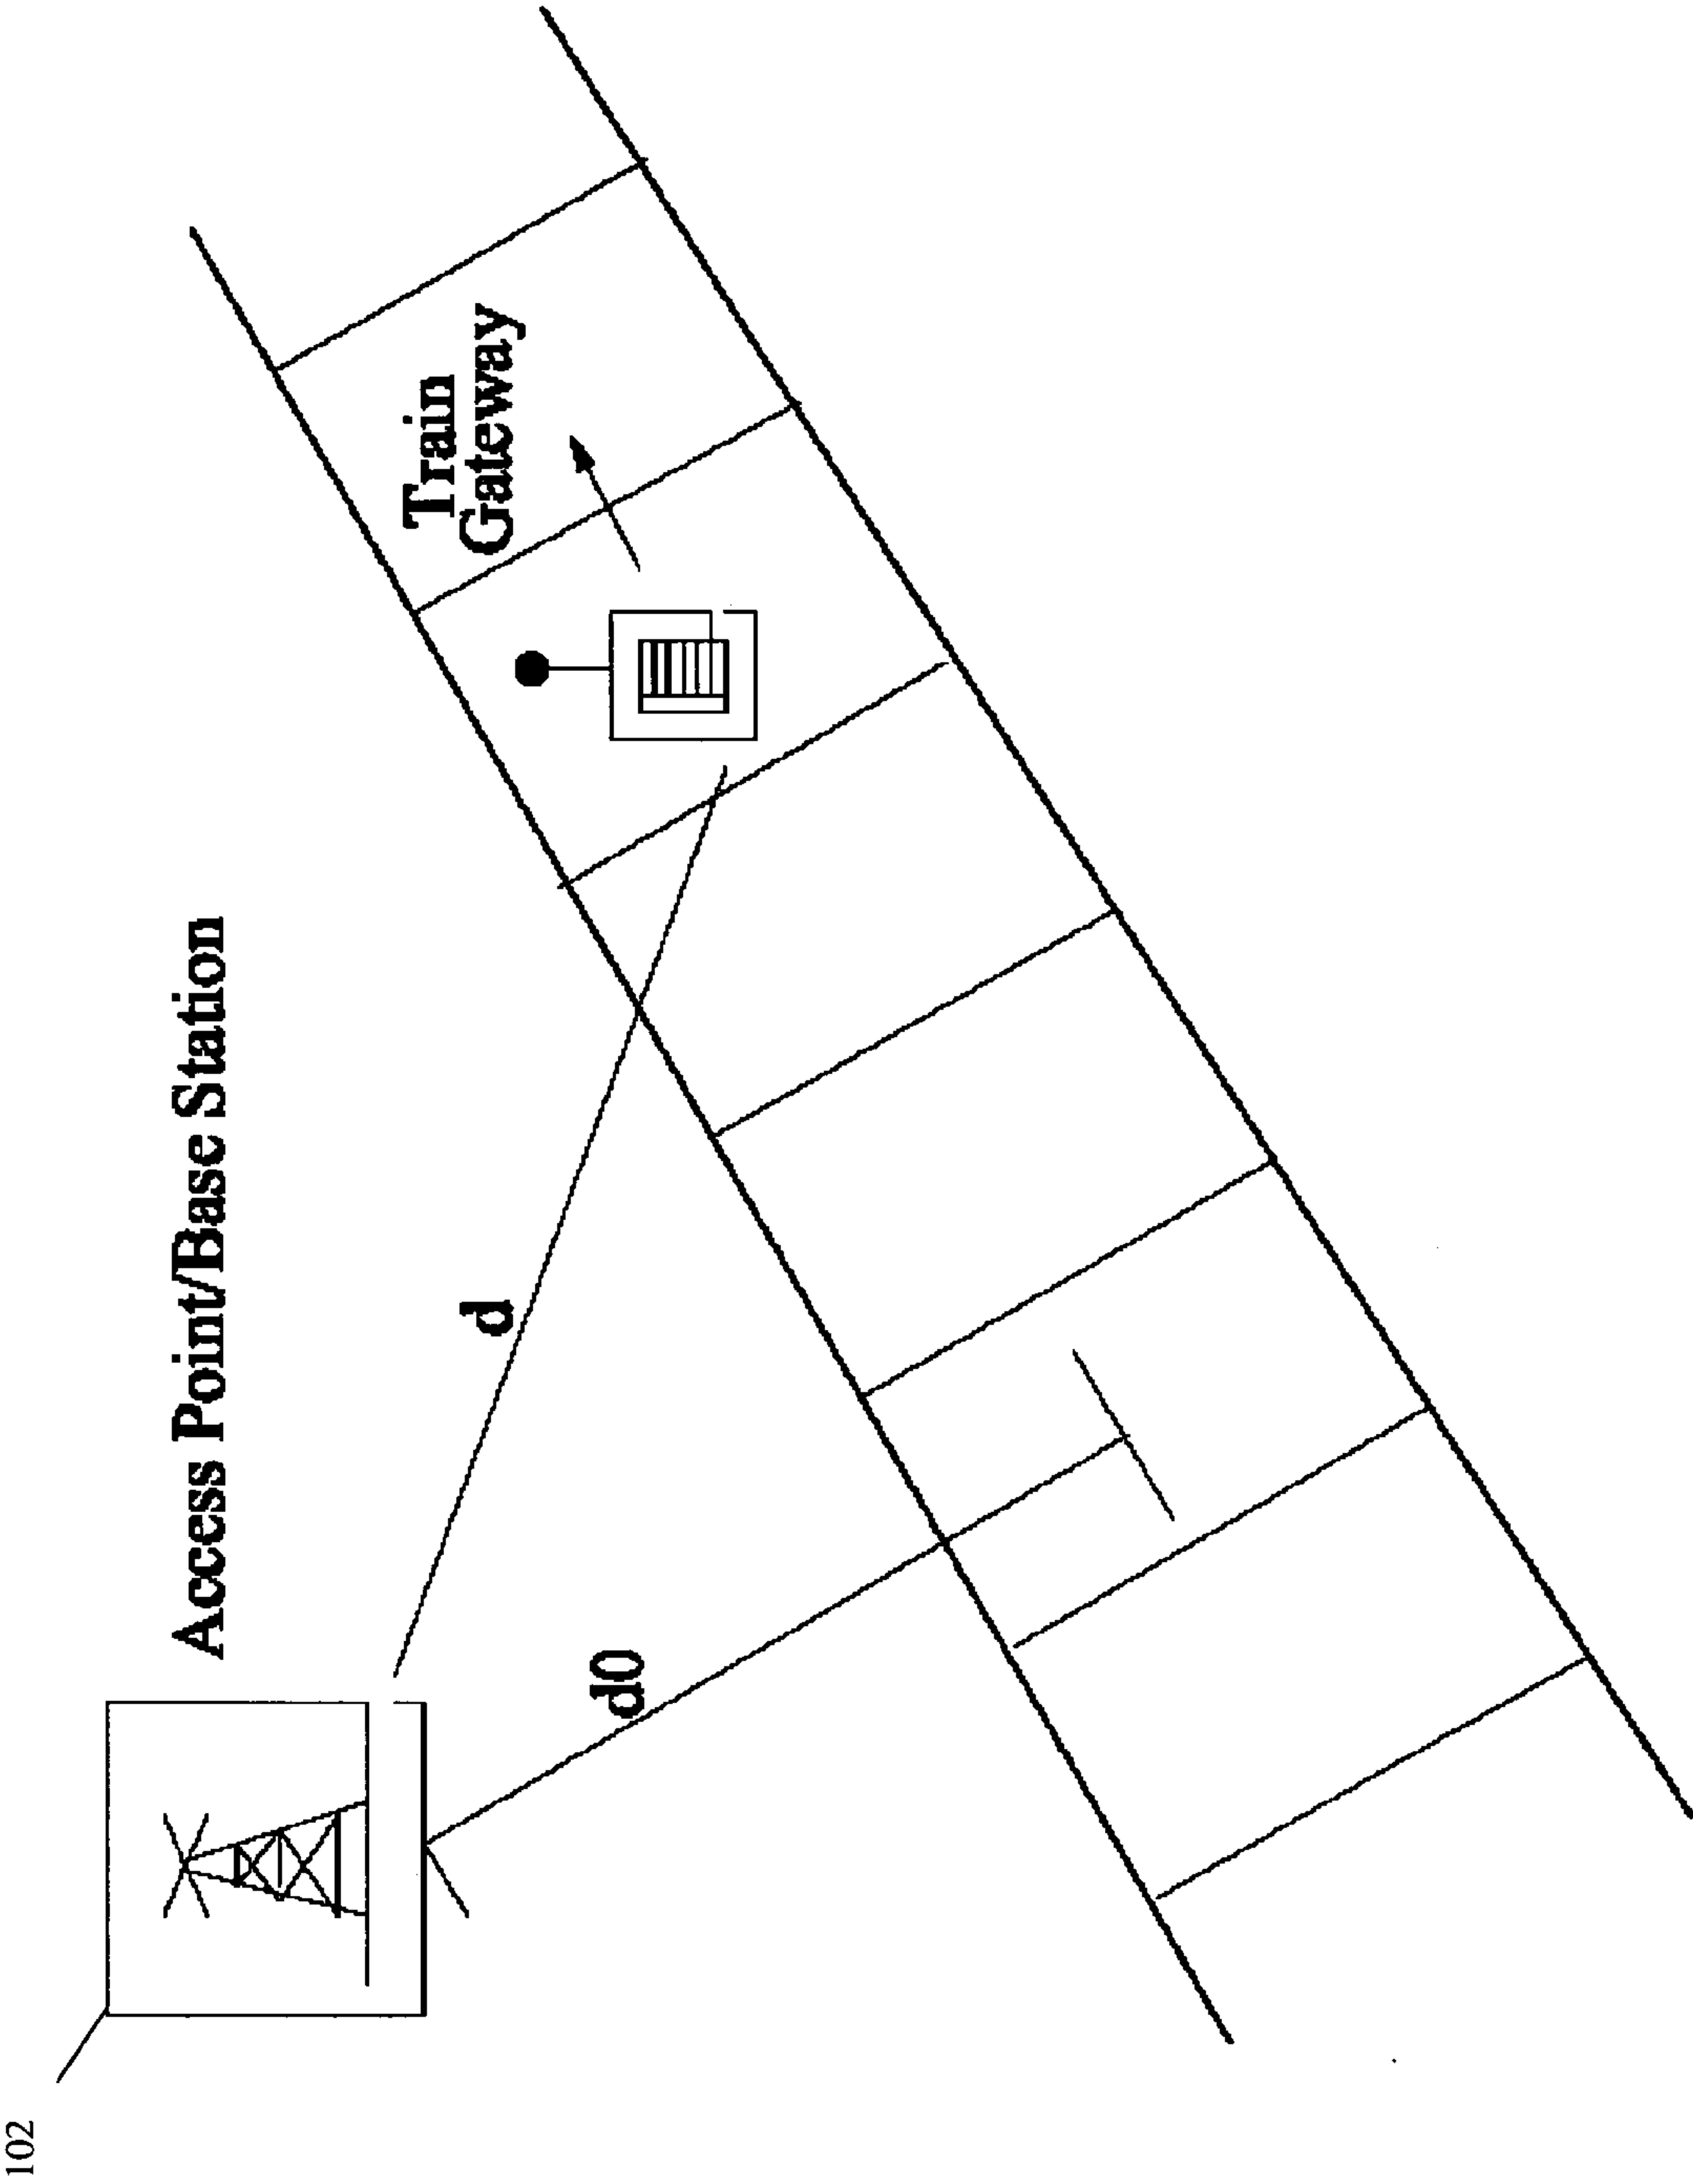 102
Access Point/Base Station
d0
d
Train
Gateway